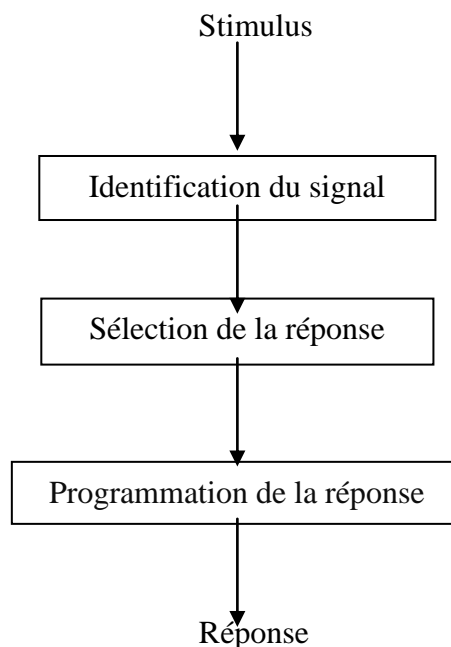 Stimulus
Identification du signal
Sélection de la réponse
Programmation de la réponse
Réponse